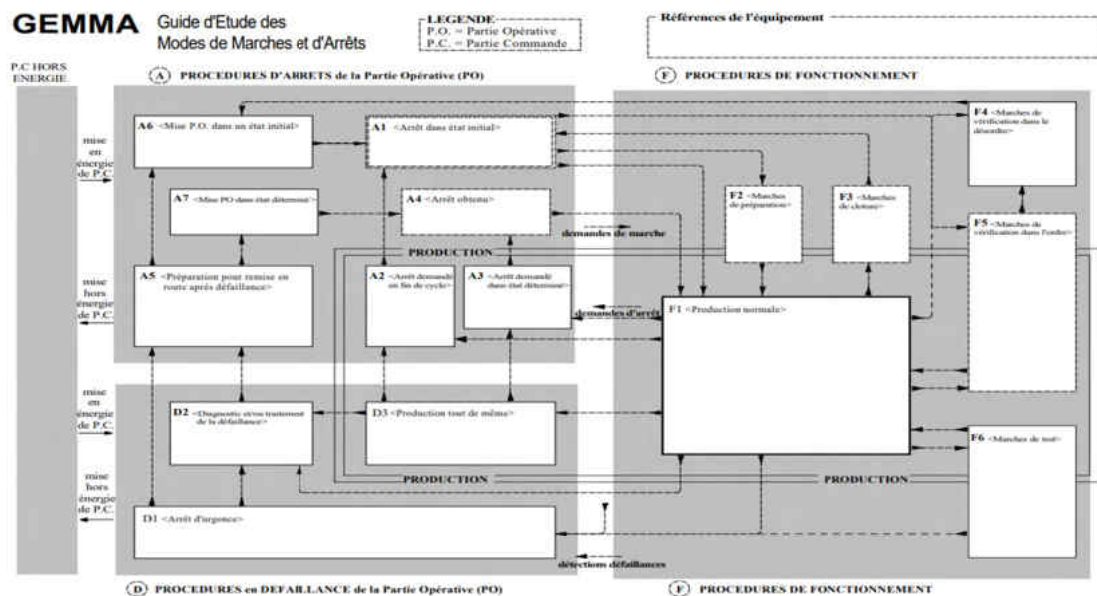 GEMMA
Guide d'Etude des
Modes de Marches et d'Arrêts
LEGENDE
P.O. = Partie Opérative
P.C. = Partie Commande
Références de l'équipement
P.C HORS
ENERGIE
A PROCEDURES D'ARRETS de la Partie Opérative (PO)
F PROCEDURES DE FONCTIONNEMENT
mise
en
énergie
de P.C.
A6 <Mise P.O. dans un état initial>
A1 <Arrêt dans état initial>
F4 <Marches de
vérification dans le
désordre>
A7 <Mise PO dans état déterminé>
A4 <Arrêt obtenu>
F2 <Marches
de préparation>
F3 <Marches
de cloture>
F5 <Marches de
vérification dans l'ordre>
demandes de marche
PRODUCTION
PRODUCTION
mise
hors
énergie
de P.C.
A5 <Préparation pour remise en
route après défaillance>
A2 <Arrêt demandé
en fin de cycle>
A3 <Arrêt demandé
dans état déterminé>
demandes d'arrêt
F1 <Production normale>
mise
en
énergie
de P.C.
D2 <Diagnostic et/ou traitement
de la défaillance>
D3 <Production tout de même>
F6 <Marches de test>
PRODUCTION
PRODUCTION
mise
hors
énergie
de P.C.
D1 <Arrêt d'urgence>
détections défaillances
D PROCEDURES en DEFAILLANCE de la Partie Opérative (PO)
F PROCEDURES DE FONCTIONNEMENT